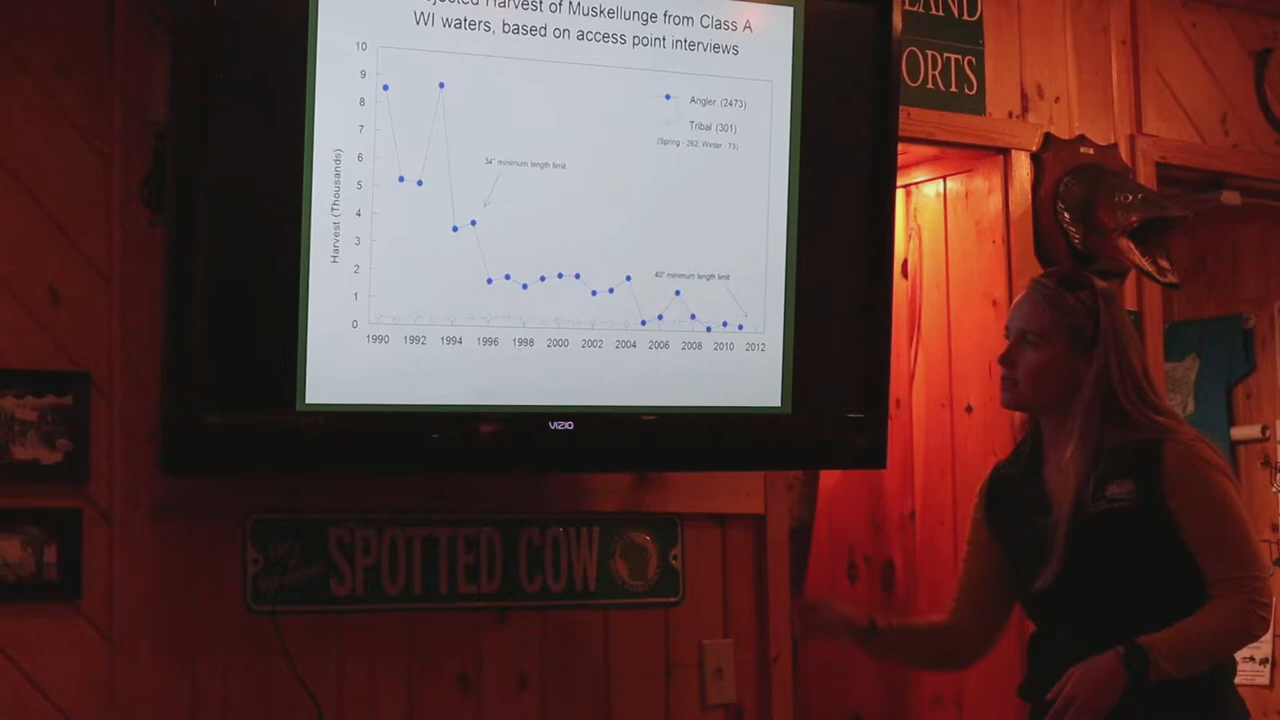 Harvest of Muskellunge from Class A
WI waters, based on access point interviews
10
9
8
7
6
5
4
3
2
1
0
Harvest (Thousands)
Angler (2473)
Tribal (301)
(Spring - 262; Winter - 73)
34" minimum length limit
40" minimum length limit
1990 1992 1994 1996 1998 2000 2002 2004 2006 2008 2010 2012
VIZIO
LAND
ORTS
SPOTTED COW